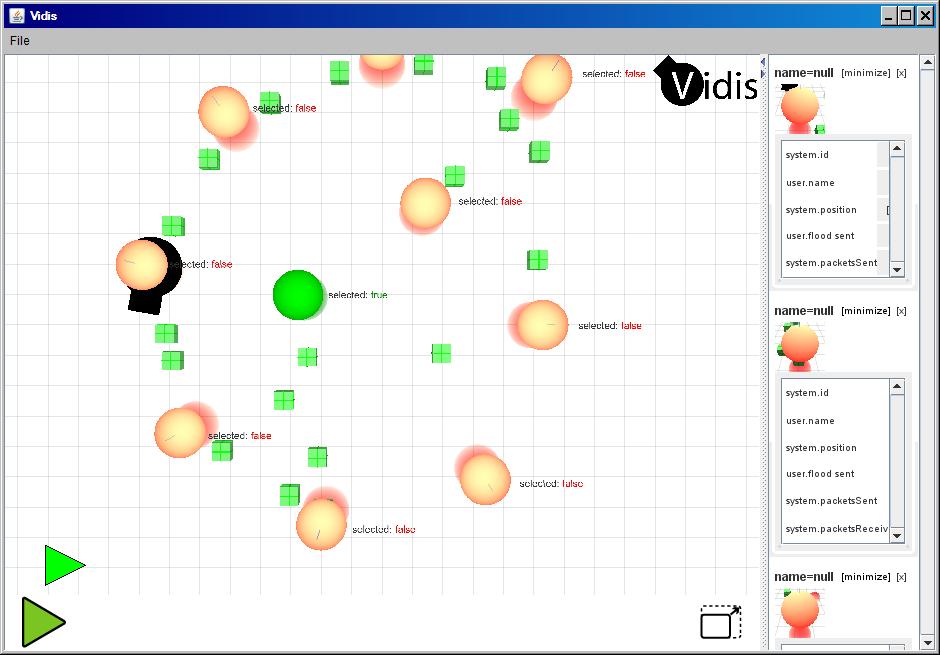 Vidis
File
selected: false
Vidis
selected: false
selected: false
selected: false
selected: true
selected: false
selected: false
selected: false
selected: false
name=null [minimize] [x]
system.id
user.name
system.position [
user.flood sent
system.packetsSent
name=null [minimize] [x]
system.id
user.name
system.position
user.flood sent
system.packetsSent
system.packetsReceiv
name=null [minimize] [x]